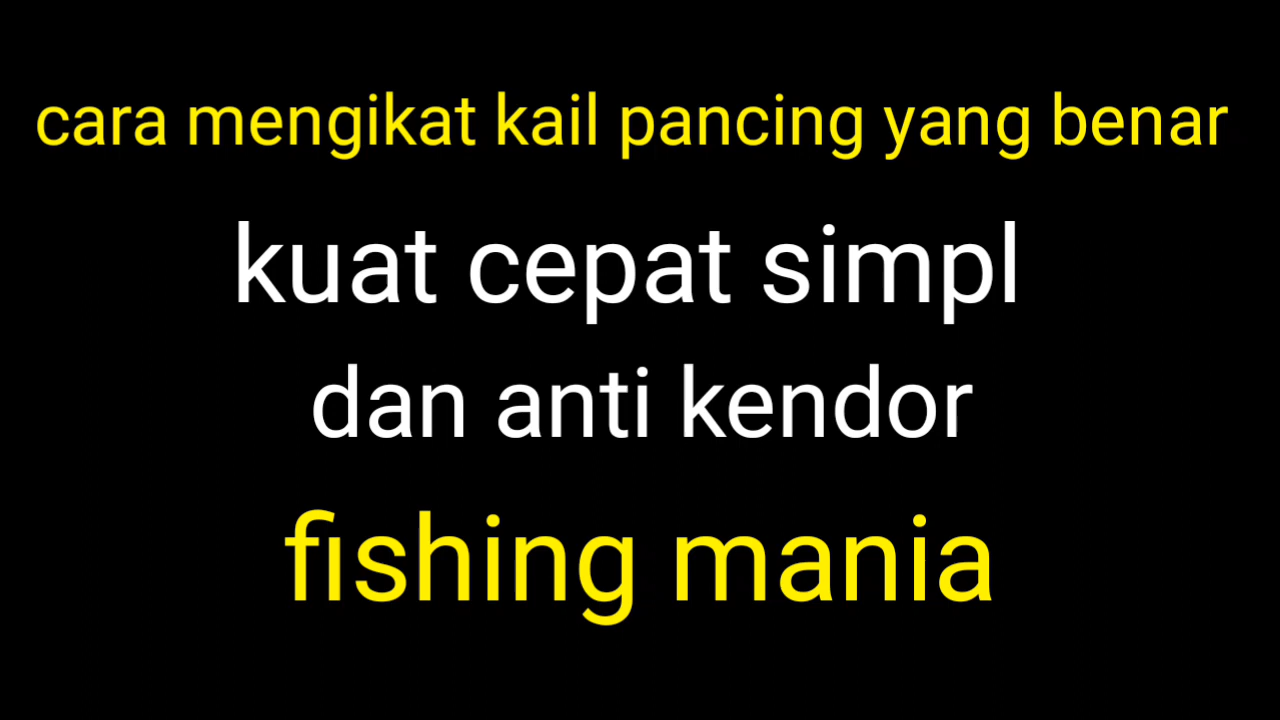 cara mengikat kail pancing yang benar
kuat cepat simpl
dan anti kendor
fishing mania